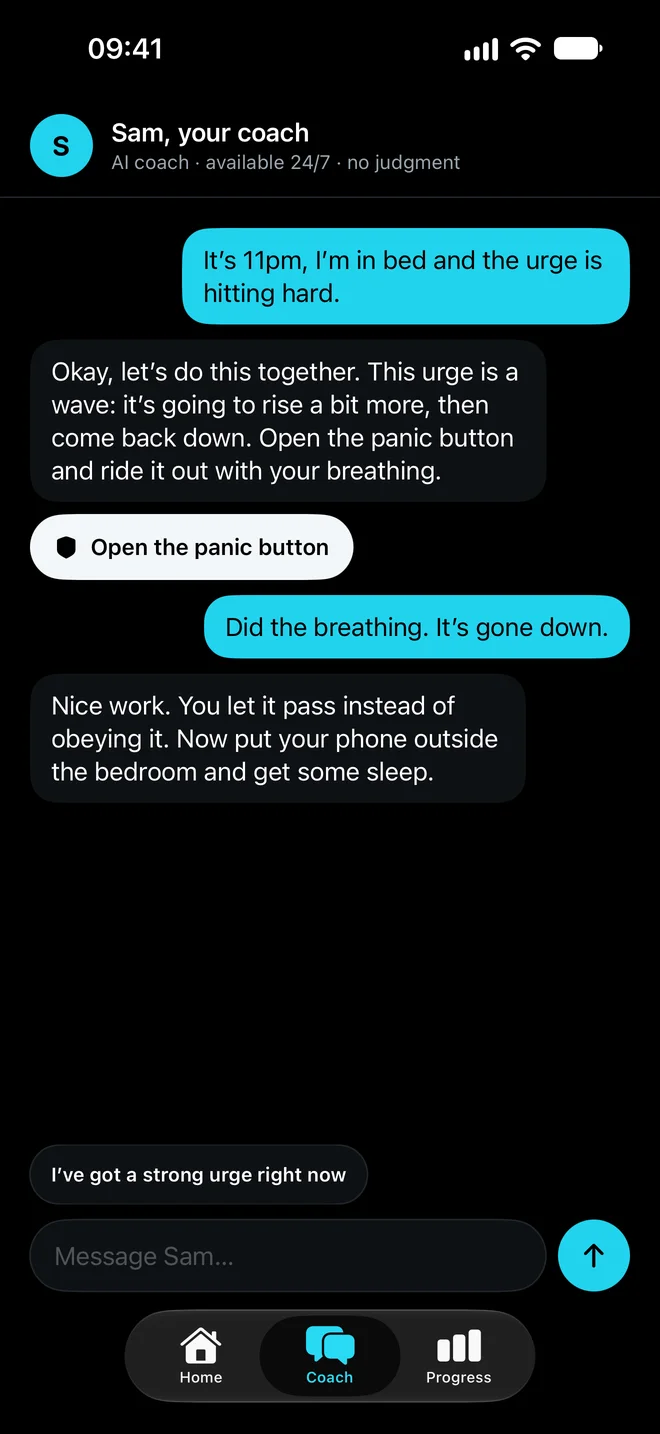 09:41
S
Sam, your coach
AI coach · available 24/7 · no judgment
It’s 11pm, I’m in bed and the urge is
hitting hard.
Okay, let’s do this together. This urge is a
wave: it’s going to rise a bit more, then
come back down. Open the panic button
and ride it out with your breathing.
Open the panic button
Did the breathing. It’s gone down.
Nice work. You let it pass instead of
obeying it. Now put your phone outside
the bedroom and get some sleep.
I’ve got a strong urge right now
Message Sam...
Home
Coach
Progress